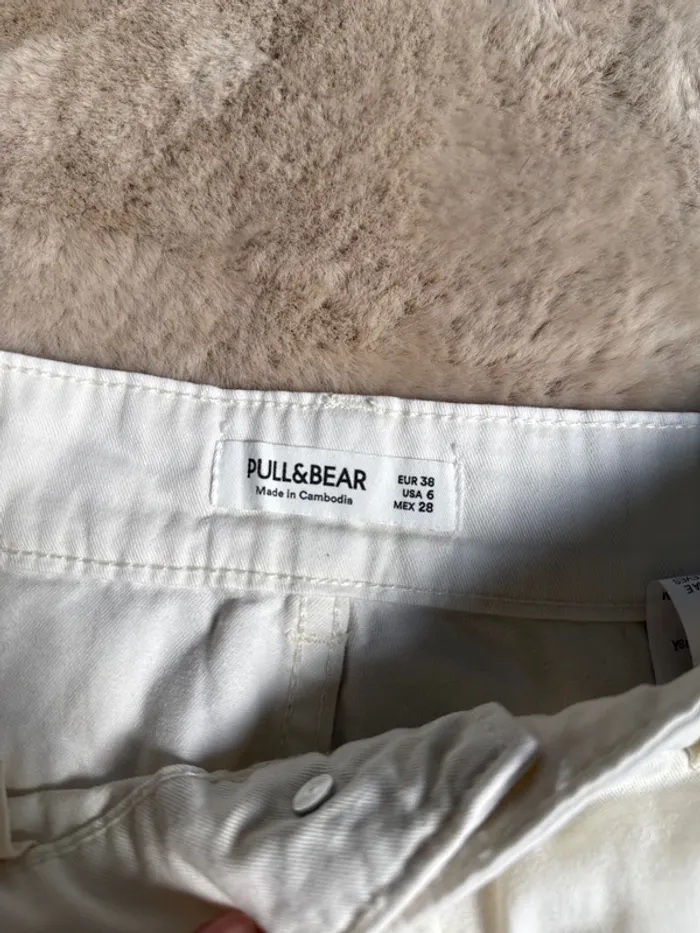 PULL&BEAR
Made in Cambodia
EUR 38
USA 6
MEX 28